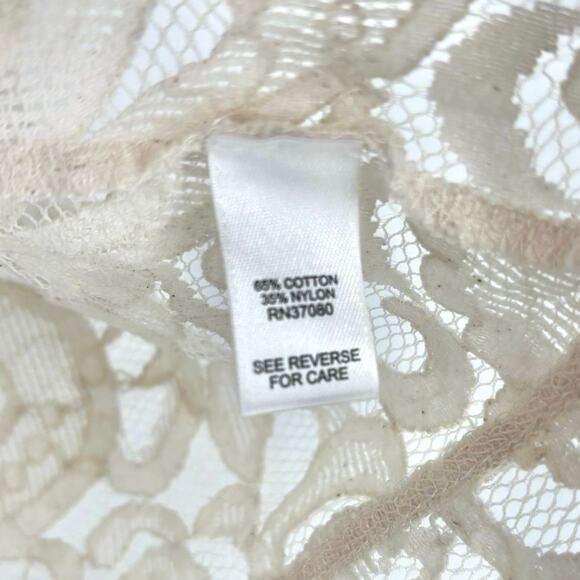 65% COTTON
35% NYLON
RN37080
SEE REVERSE
FOR CARE